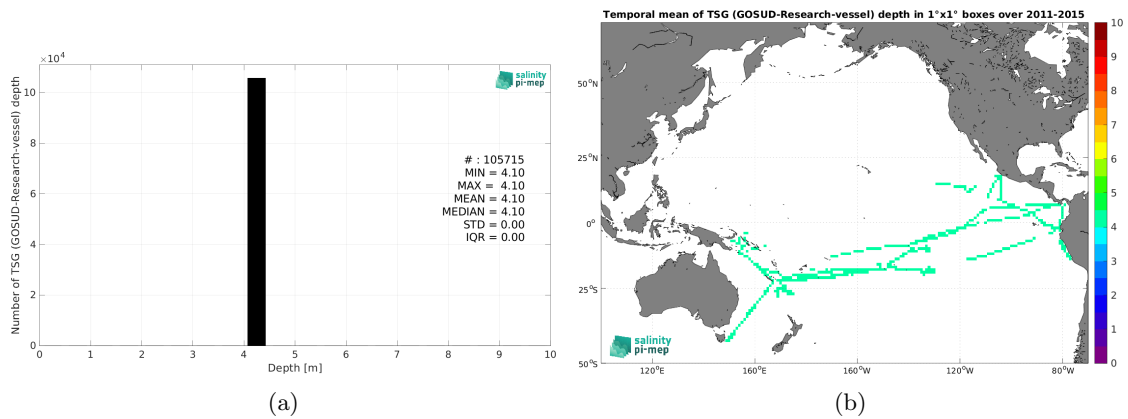 ×10⁴
Number of TSG (GOSUD-Research-vessel) depth
10
8
6
4
2
0
0 1 2 3 4 5 6 7 8 9 10
Depth [m]
salinity
pi-mep
# : 105715
MIN = 4.10
MAX = 4.10
MEAN = 4.10
MEDIAN = 4.10
STD = 0.00
IQR = 0.00
(a)
Temporal mean of TSG (GOSUD-Research-vessel) depth in 1°x1° boxes over 2011-2015
50°N
25°N
0°
25°S
50°S
120°E 160°E 160°W 120°W 80°W
salinity
pi-mep
10
9
8
7
6
5
4
3
2
1
0
(b)